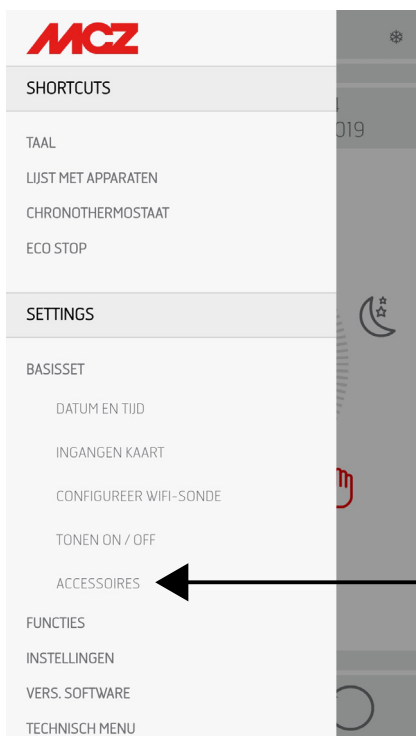 MCZ
SHORTCUTS
019
TAAL
LIJST MET APPARATEN
CHRONOTHERMOSTAAT
ECO STOP
SETTINGS
BASISSET
DATUM EN TIJD
INGANGEN KAART
CONFIGUREER WIFI-SONDE
TONEN ON / OFF
ACCESSOIRES
FUNCTIES
INSTELLINGEN
VERS. SOFTWARE
TECHNISCH MENU